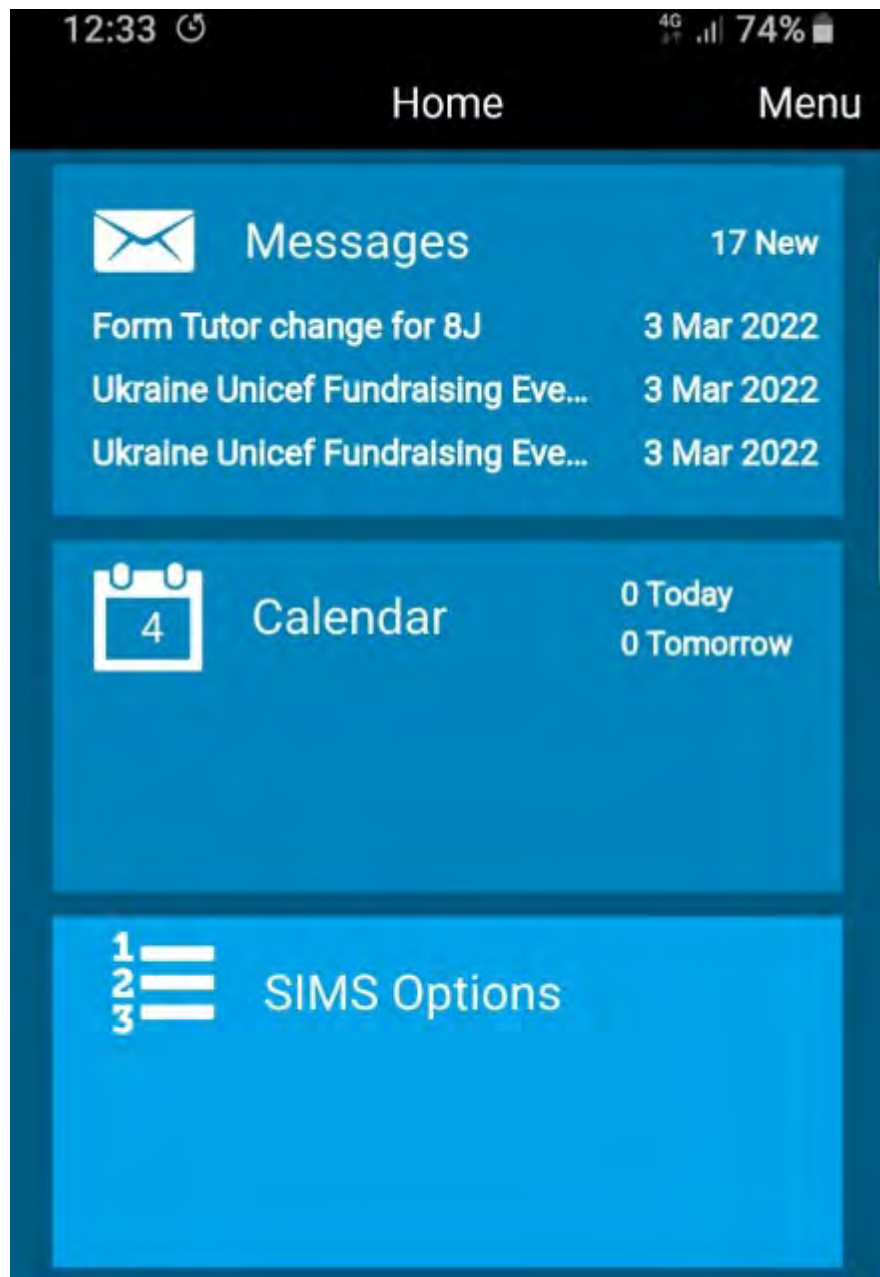 12:33 4G 74%
Home Menu
Messages 17 New
Form Tutor change for 8J 3 Mar 2022
Ukraine Unicef Fundraising Eve... 3 Mar 2022
Ukraine Unicef Fundraising Eve... 3 Mar 2022
4 Calendar
0 Today
0 Tomorrow
1
2
3
SIMS Options